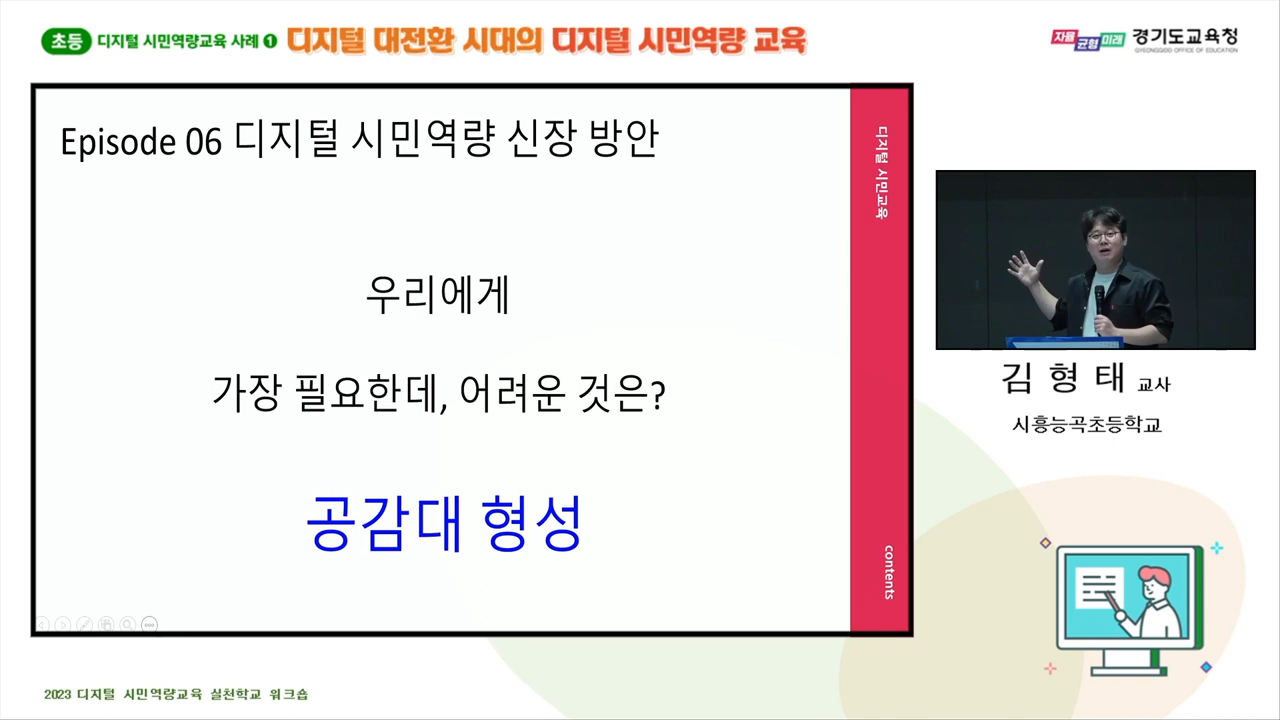 초등 디지털 시민역량교육 사례 ❶ 디지털 대전환 시대의 디지털 시민역량 교육
자율 균형 미래 경기도교육청
GYEONGGIDO OFFICE OF EDUCATION
Episode 06 디지털 시민역량 신장 방안
우리에게
가장 필요한데, 어려운 것은?
공감대 형성
디지털 시민교육
contents
김 형 태 교사
시흥능곡초등학교
2023 디지털 시민역량교육 실천학교 워크숍